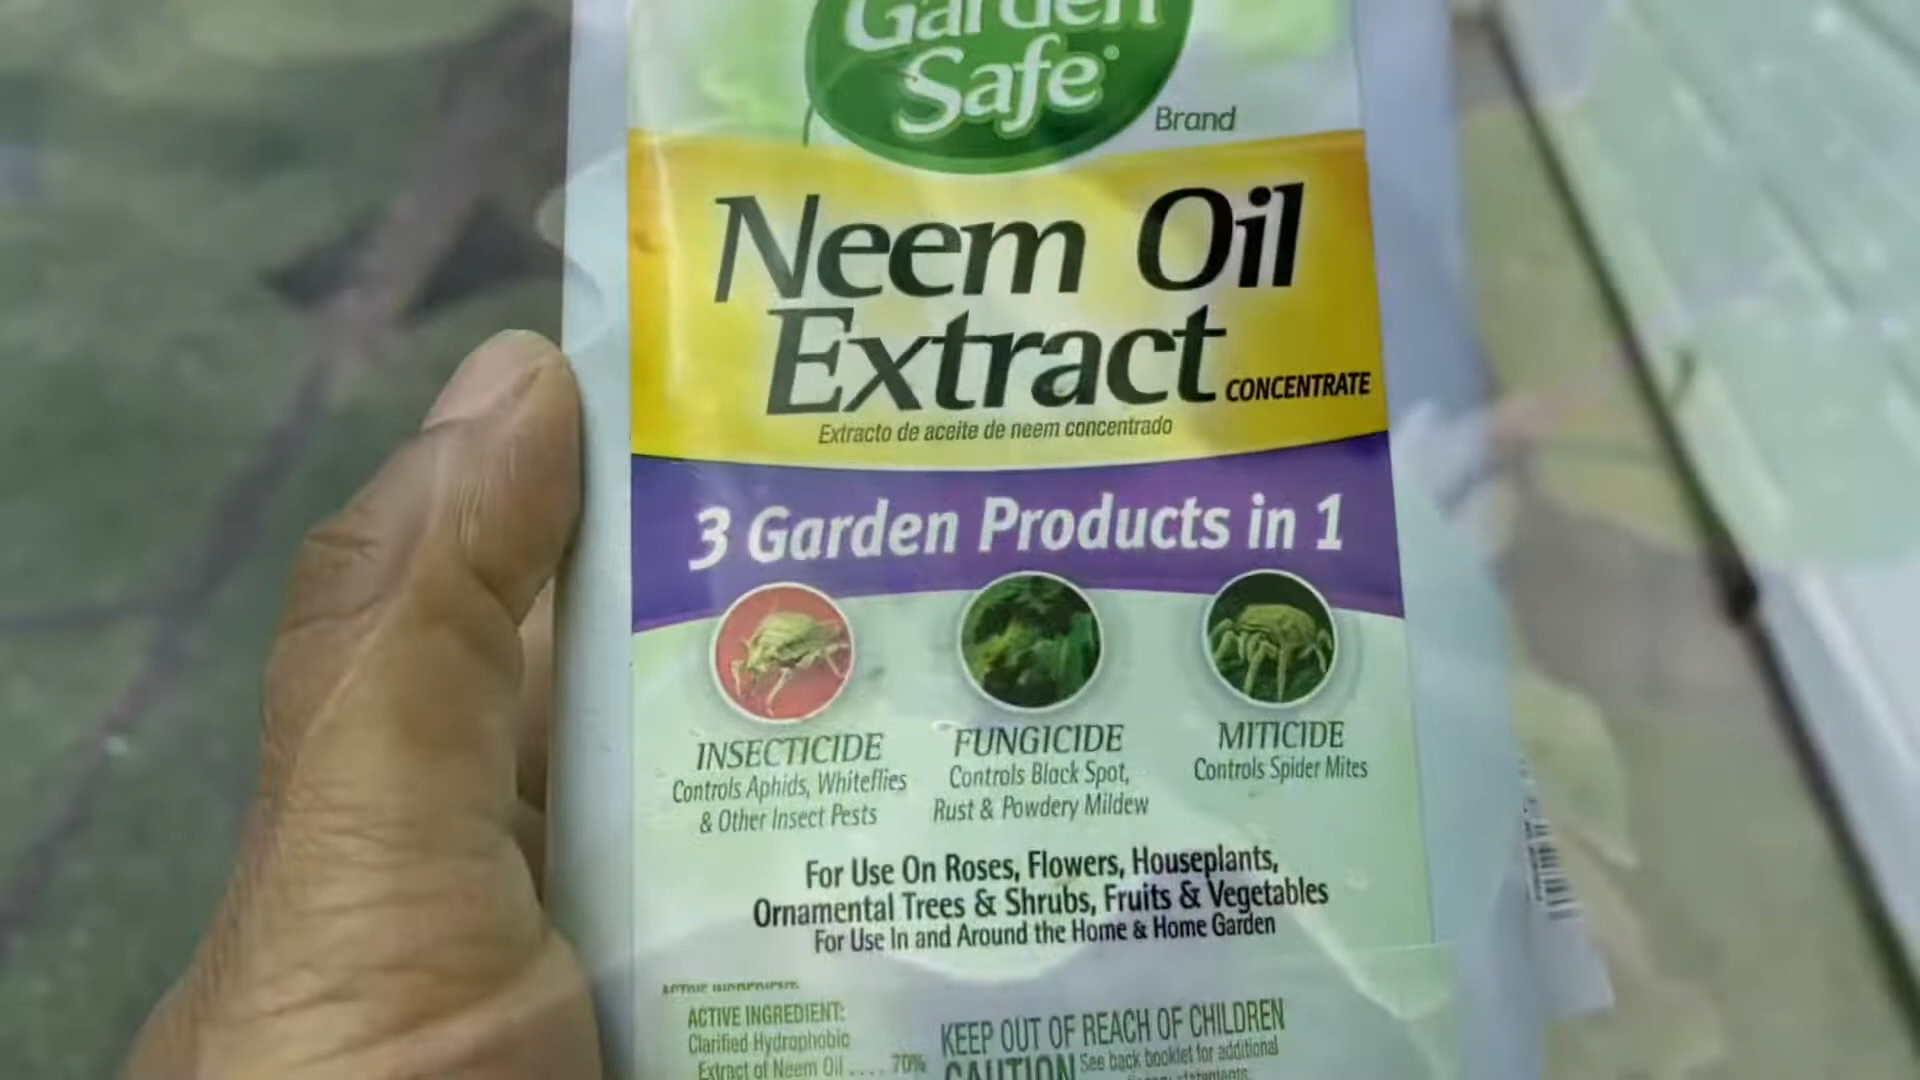 Garden
Safe®
Brand
Neem Oil
Extract CONCENTRATE
Extracto de aceite de neem concentrado
3 Garden Products in 1
INSECTICIDE
Controls Aphids, Whiteflies
& Other Insect Pests
FUNGICIDE
Controls Black Spot,
Rust & Powdery Mildew
MITICIDE
Controls Spider Mites
For Use On Roses, Flowers, Houseplants,
Ornamental Trees & Shrubs, Fruits & Vegetables
For Use In and Around the Home & Home Garden
ACTIVE INGREDIENT:
Clarified Hydrophobic
Extract of Neem Oil .... 70%
KEEP OUT OF REACH OF CHILDREN
CAUTION See back booklet for additional